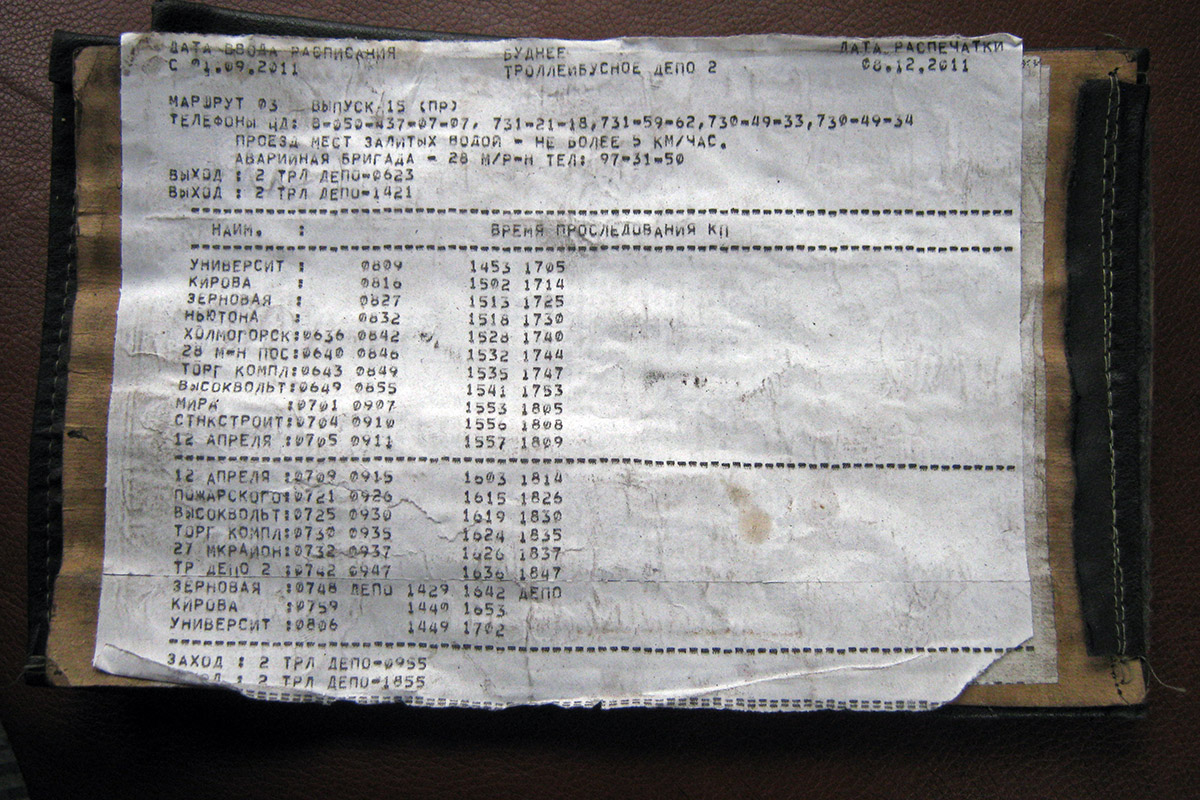 ДАТА ВВОДА РАСПИСАНИЯ БУДНЕЕ ДАТА РАСПЕЧАТКИ
С 01.09.2011 ТРОЛЛЕЙБУСНОЕ ДЕПО 2 08.12.2011
МАРШРУТ 03 ВЫПУСК 15 (ПР)
ТЕЛЕФОНЫ ЦД: 8-050-437-07-07, 731-21-18,731-59-62,730-49-33,730-49-34
ПРОЕЗД МЕСТ ЗАЛИТЫХ ВОДОЙ - НЕ БОЛЕЕ 5 КМ/ЧАС.
АВАРИЙНАЯ БРИГАДА - 28 М/Р-Н ТЕЛ: 97-31-50
ВЫХОД : 2 ТРЛ ДЕПО-0623
ВЫХОД : 2 ТРЛ ДЕПО-1421
НАИМ. : ВРЕМЯ ПРОСЛЕДОВАНИЯ КП
УНИВЕРСИТ : 0809 1453 1705
КИРОВА : 0816 1502 1714
ЗЕРНОВАЯ : 0827 1513 1725
НЬЮТОНА : 0832 1518 1730
ХОЛМОГОРСК:0636 0842 1528 1740
28 М-Н ПОС:0640 0846 1532 1744
ТОРГ КОМПЛ:0643 0849 1535 1747
ВЫСОКВОЛЬТ:0649 0855 1541 1753
МИРА :0701 0907 1553 1805
СТНКСТРОИТ:0704 0910 1556 1808
12 АПРЕЛЯ :0705 0911 1557 1809
12 АПРЕЛЯ :0709 0915 1603 1814
ПОЖАРСКОГО:0721 0926 1615 1826
ВЫСОКВОЛЬТ:0725 0930 1619 1830
ТОРГ КОМПЛ:0730 0935 1624 1835
27 МКРАЙОН:0732 0937 1626 1837
ТР ДЕПО 2 :0742 0947 1636 1847
ЗЕРНОВАЯ :0748 ДЕПО 1429 1642 ДЕПО
КИРОВА :0759 1440 1653
УНИВЕРСИТ :0806 1449 1702
ЗАХОД : 2 ТРЛ ДЕПО-0955
: 2 ТРЛ ДЕПО-1855